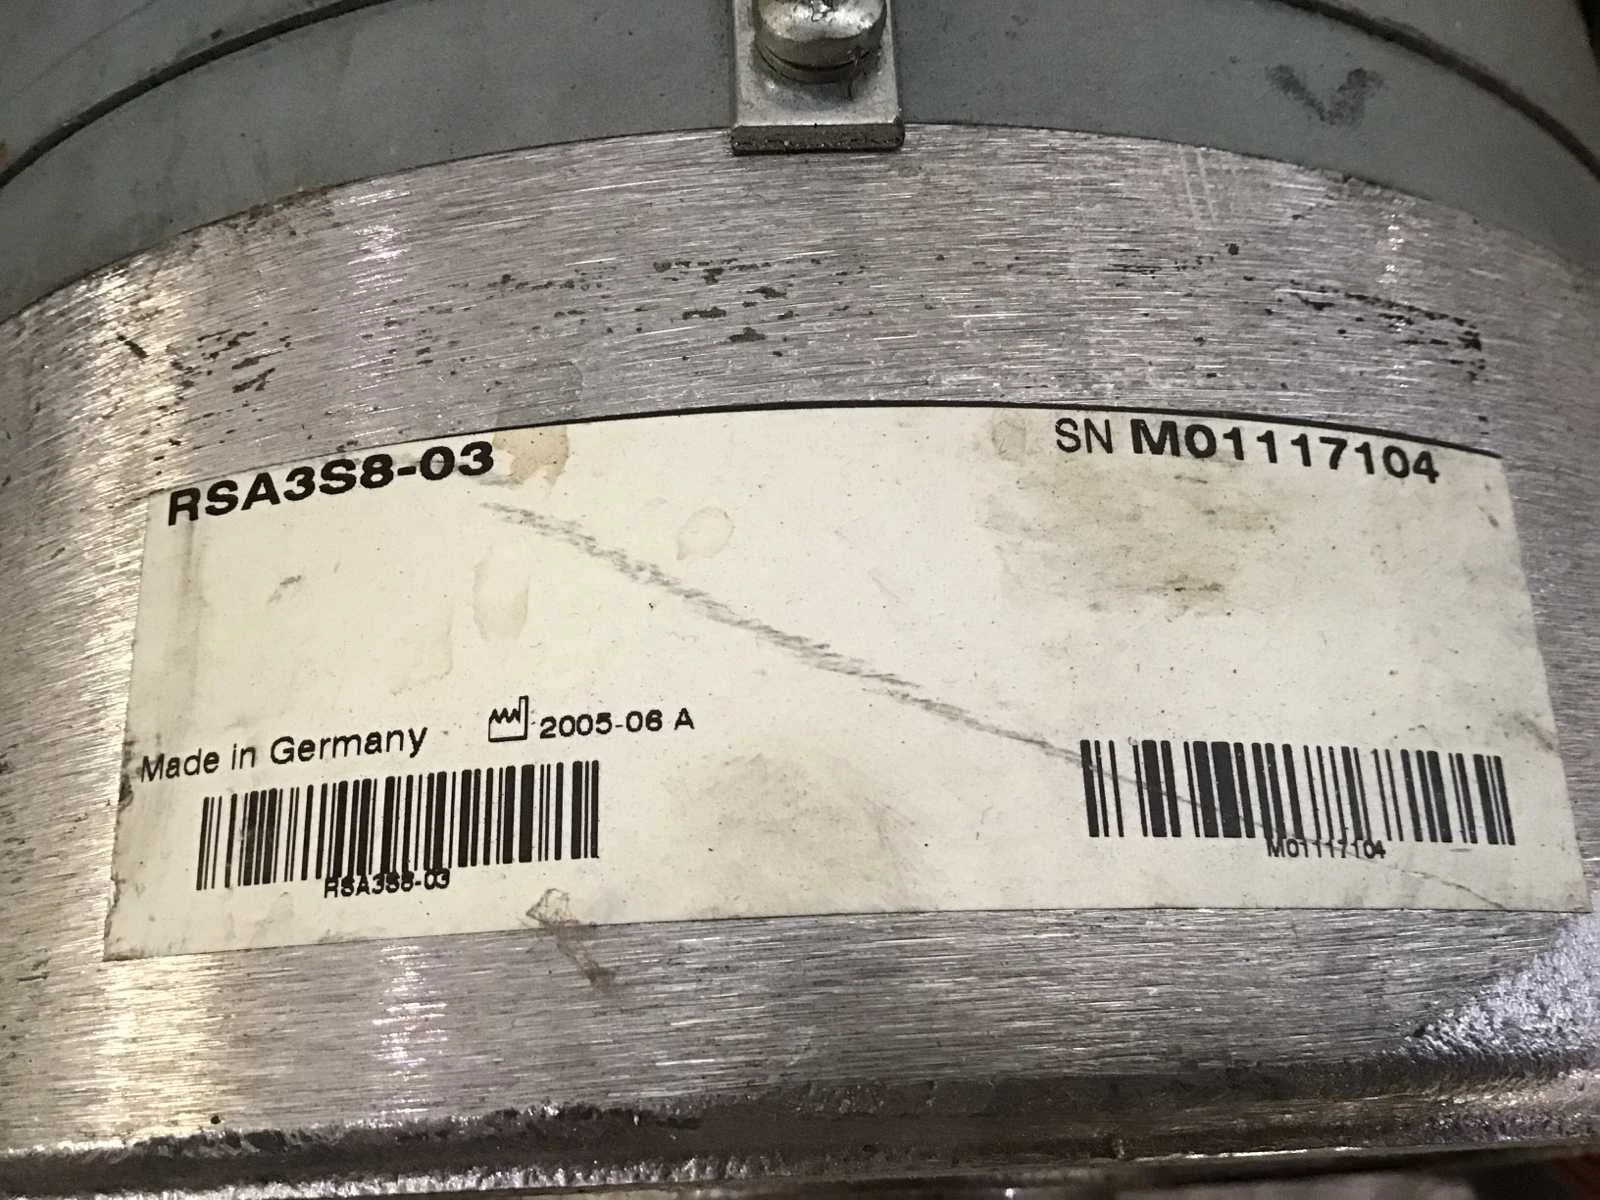 RSA3S8-03
SN M01117104
Made in Germany 2005-06 A
RSA3S8-03
M01117104